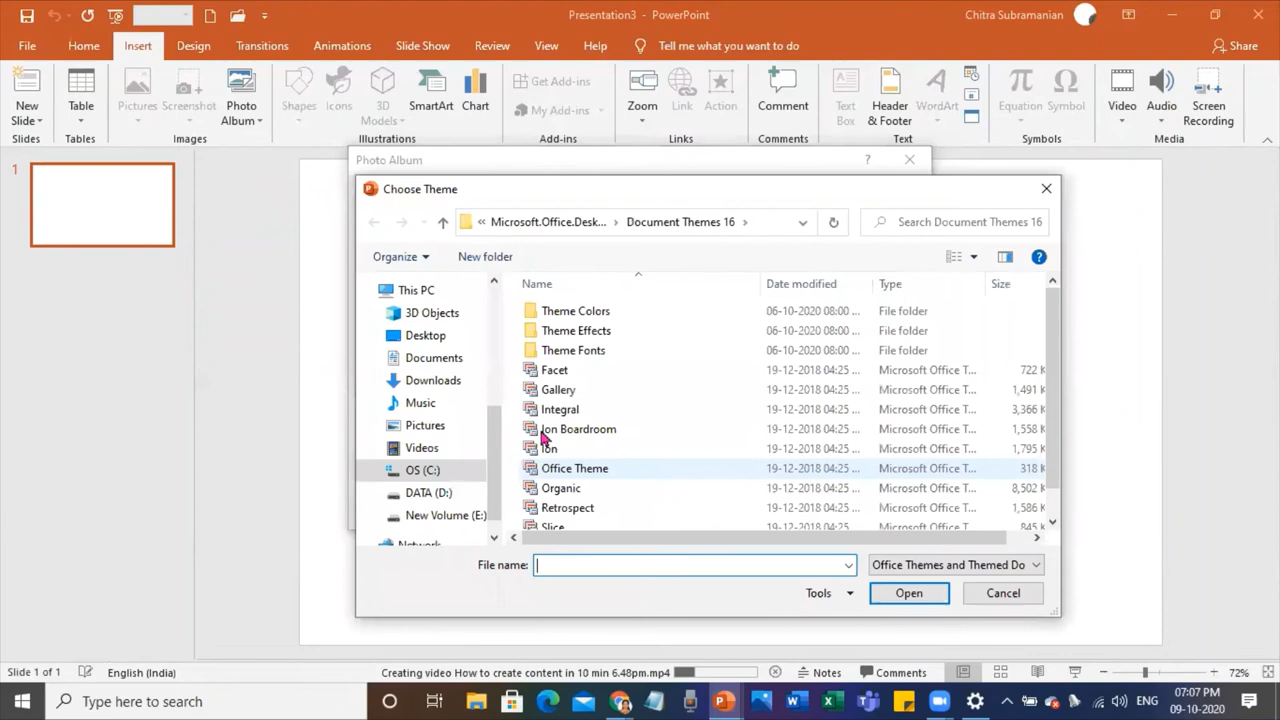 Presentation3 - PowerPoint
Chitra Subramanian
File Home Insert Design Transitions Animations Slide Show Review View Help Tell me what you want to do Share
New Slide Table Pictures Screenshot Photo Album Shapes Icons 3D Models SmartArt Chart Get Add-ins My Add-ins Zoom Link Action Comment Text Box Header & Footer WordArt Equation Symbol Video Audio Screen Recording
Slides Tables Images Illustrations Add-ins Links Comments Text Symbols Media
1
Photo Album ?
Choose Theme
« Microsoft.Office.Desk... › Document Themes 16 › Search Document Themes 16
Organize New folder
Name Date modified Type Size
This PC
3D Objects
Desktop
Documents
Downloads
Music
Pictures
Videos
OS (C:)
DATA (D:)
New Volume (E:)
Network
Theme Colors 06-10-2020 08:00 ... File folder
Theme Effects 06-10-2020 08:00 ... File folder
Theme Fonts 06-10-2020 08:00 ... File folder
Facet 19-12-2018 04:25 ... Microsoft Office T... 722 K
Gallery 19-12-2018 04:25 ... Microsoft Office T... 1,491 K
Integral 19-12-2018 04:25 ... Microsoft Office T... 3,366 K
Ion Boardroom 19-12-2018 04:25 ... Microsoft Office T... 1,558 K
Ion 19-12-2018 04:25 ... Microsoft Office T... 1,795 K
Office Theme 19-12-2018 04:25 ... Microsoft Office T... 318 K
Organic 19-12-2018 04:25 ... Microsoft Office T... 8,502 K
Retrospect 19-12-2018 04:25 ... Microsoft Office T... 1,586 K
Slice 19-12-2018 04:25 ... Microsoft Office T... 845 K
File name: Office Themes and Themed Do
Tools Open Cancel
Slide 1 of 1 English (India) Creating video How to create content in 10 min 6.48pm.mp4 Notes Comments 72%
Type here to search
ENG
07:07 PM
09-10-2020